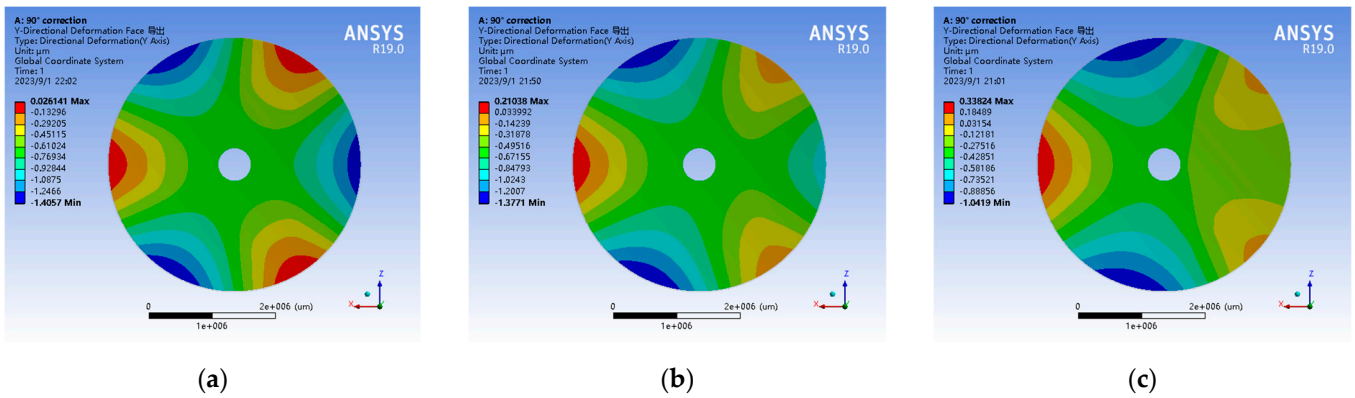 A: 90° correction
Y-Directional Deformation Face 导出
Type: Directional Deformation(Y Axis)
Unit: μm
Global Coordinate System
Time: 1
2023/9/1 22:02
ANSYS
R19.0
0.026141 Max
-0.13296
-0.29205
-0.45115
-0.61024
-0.76934
-0.92844
-1.0875
-1.2466
-1.4057 Min
Z
X
0
2e+006 (um)
1e+006
(a)
A: 90° correction
Y-Directional Deformation Face 导出
Type: Directional Deformation(Y Axis)
Unit: μm
Global Coordinate System
Time: 1
2023/9/1 21:50
ANSYS
R19.0
0.21038 Max
0.033992
-0.14239
-0.31878
-0.49516
-0.67155
-0.84793
-1.0243
-1.2007
-1.3771 Min
Z
X
0
2e+006 (um)
1e+006
(b)
A: 90° correction
Y-Directional Deformation Face 导出
Type: Directional Deformation(Y Axis)
Unit: μm
Global Coordinate System
Time: 1
2023/9/1 21:01
ANSYS
R19.0
0.33824 Max
0.18489
0.03154
-0.12181
-0.27516
-0.42851
-0.58186
-0.73521
-0.88856
-1.0419 Min
Z
X
0
2e+006 (um)
1e+006
(c)